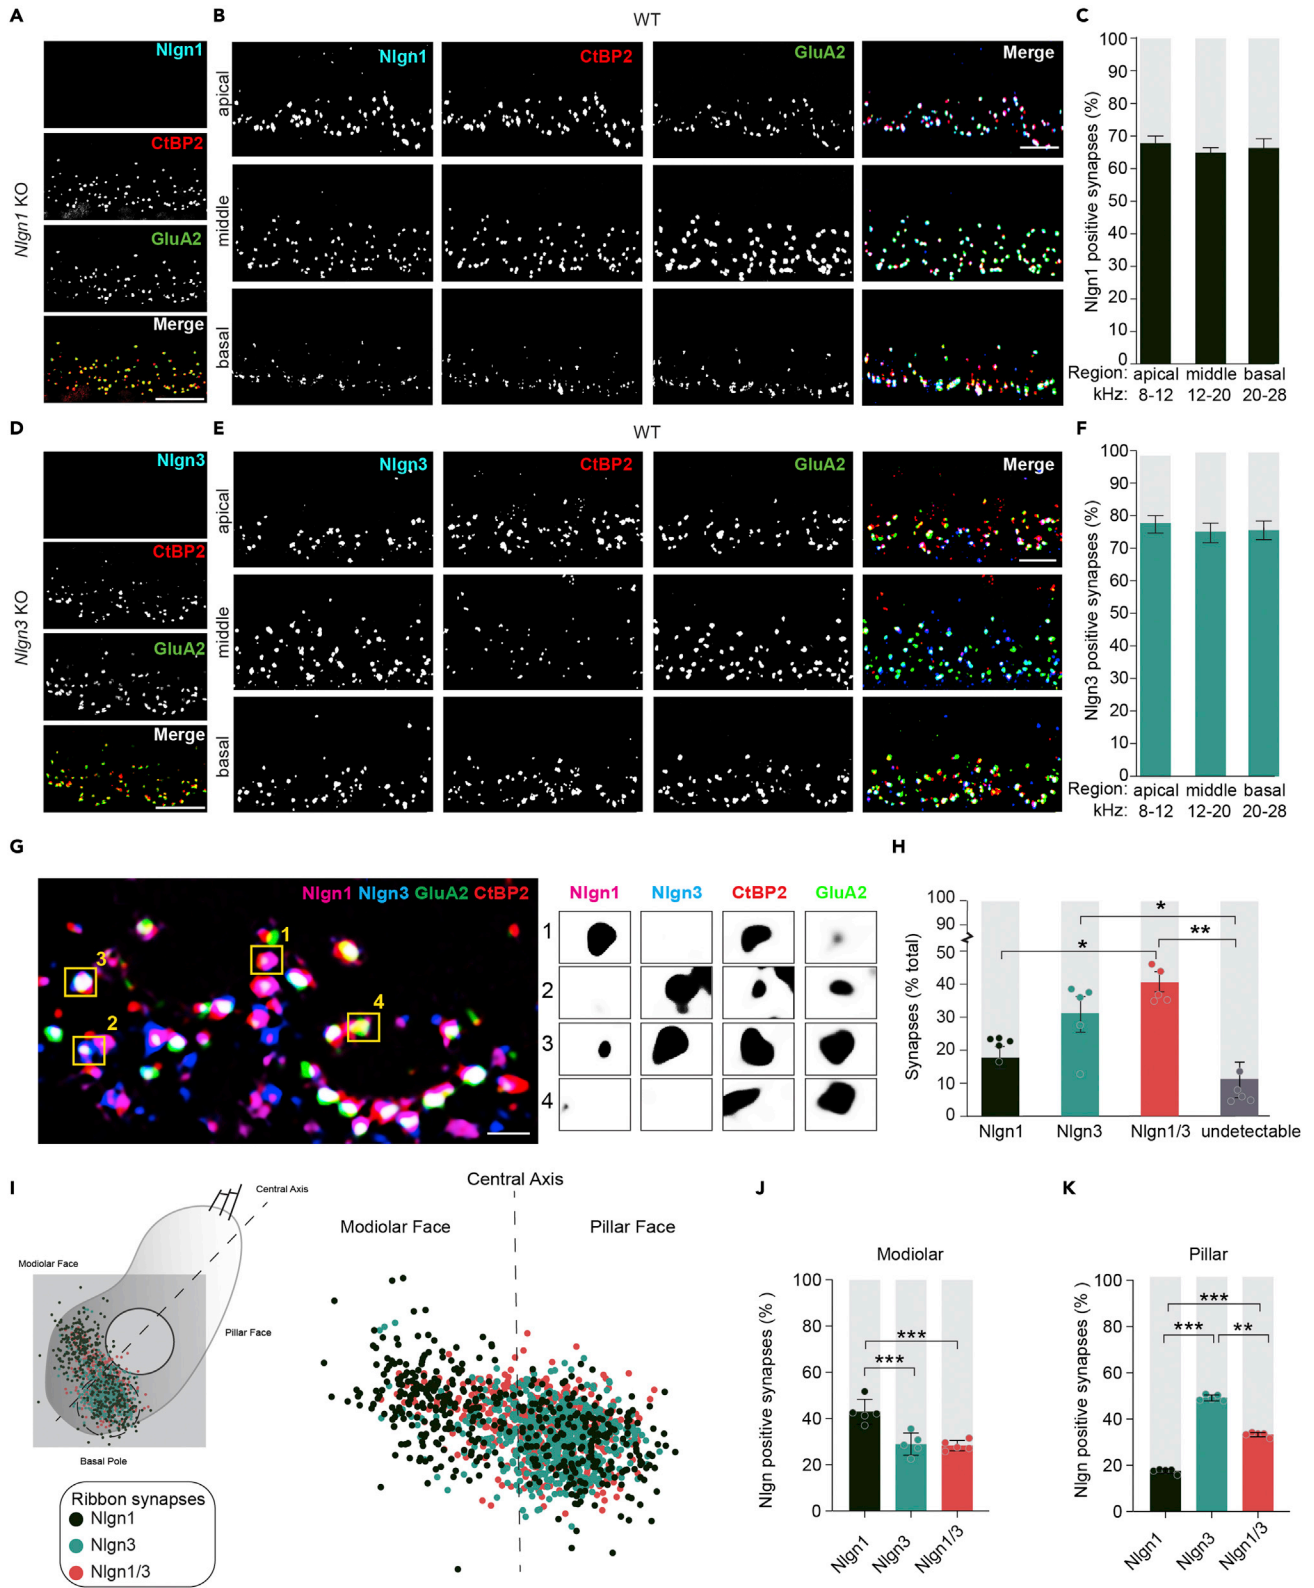 A
Nlgn1
CtBP2
GluA2
Merge
Nlgn1 KO
B
WT
Nlgn1
CtBP2
GluA2
Merge
apical
middle
basal
C
Nlgn1 positive synapses (%)
100
90
80
70
60
50
40
30
20
10
0
Region: apical middle basal
kHz: 8-12 12-20 20-28
D
Nlgn3
CtBP2
GluA2
Merge
Nlgn3 KO
E
WT
Nlgn3
CtBP2
GluA2
Merge
apical
middle
basal
F
Nlgn3 positive synapses (%)
100
90
80
70
60
50
40
30
20
10
0
Region: apical middle basal
kHz: 8-12 12-20 20-28
G
Nlgn1 Nlgn3 GluA2 CtBP2
1
3
2
4
Nlgn1 Nlgn3 CtBP2 GluA2
1
2
3
4
H
Synapses (% total)
100
90
50
40
30
20
10
0
*
*
**
Nlgn1 Nlgn3 Nlgn1/3 undetectable
I
Central Axis
Modiolar Face
Pillar Face
Basal Pole
Ribbon synapses
Nlgn1
Nlgn3
Nlgn1/3
Central Axis
Modiolar Face Pillar Face
J
Modiolar
Nlgn positive synapses (% )
100
80
60
40
20
0
***
***
Nlgn1 Nlgn3 Nlgn1/3
K
Pillar
Nlgn positive synapses (% )
100
80
60
40
20
0
***
*** **
Nlgn1 Nlgn3 Nlgn1/3